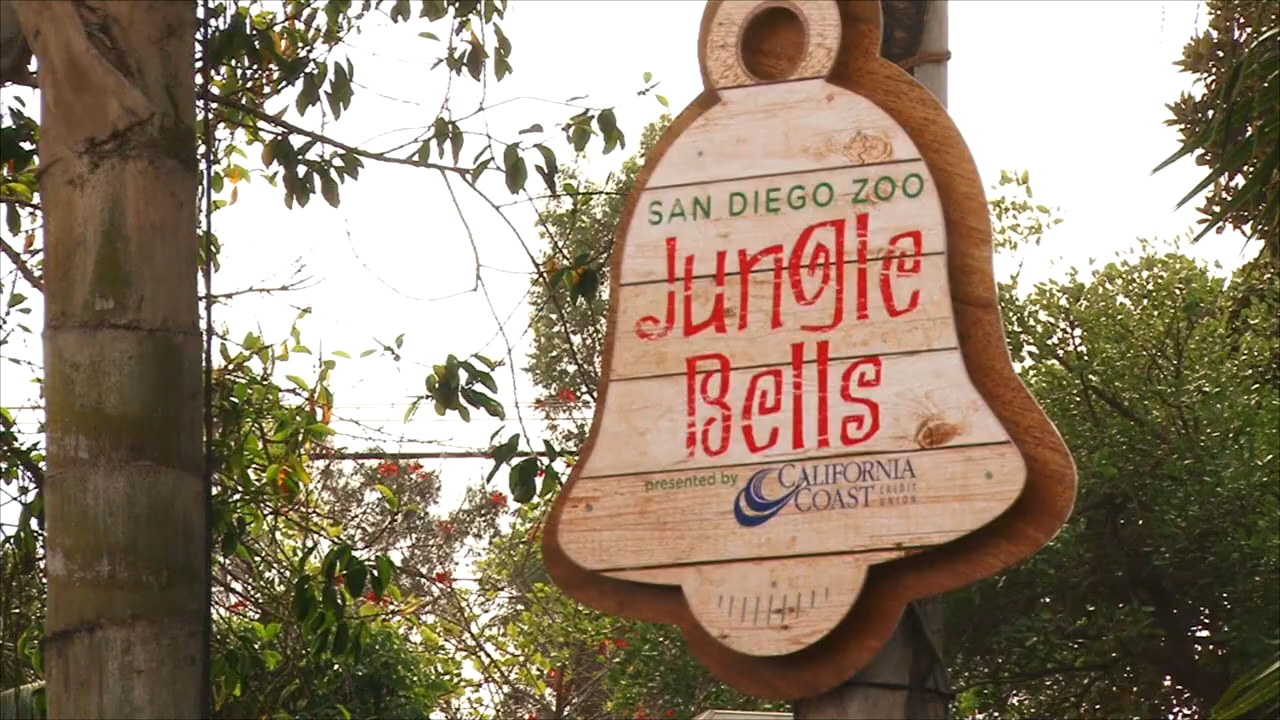 SAN DIEGO ZOO
Jungle
Bells
presented by CALIFORNIA
COAST CREDIT
UNION